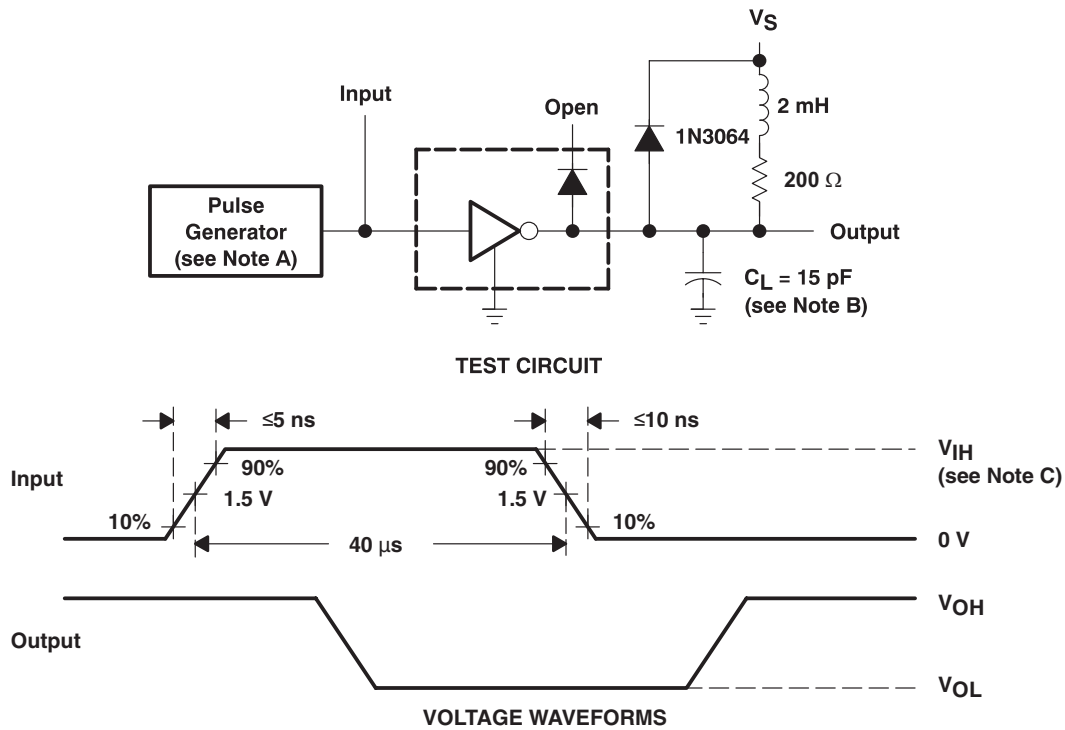 VS
Input
Open
2 mH
1N3064
200 Ω
Pulse
Generator
(see Note A)
Output
CL = 15 pF
(see Note B)
TEST CIRCUIT
≤5 ns
≤10 ns
VIH
(see Note C)
Input
90%
90%
1.5 V
1.5 V
10%
10%
40 μs
0 V
VOH
Output
VOL
VOLTAGE WAVEFORMS